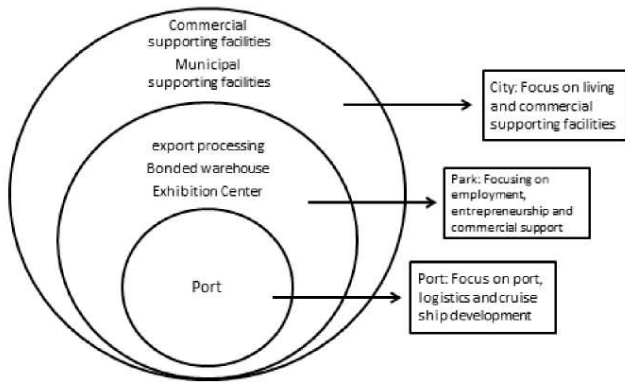 Commercial
supporting facilities
Municipal
supporting facilities
City: Focus on living
and commercial
supporting facilities
export processing
Bonded warehouse
Exhibition Center
Park: Focusing on
employment,
entrepreneurship and
commercial support
Port
Port: Focus on port,
logistics and cruise
ship development